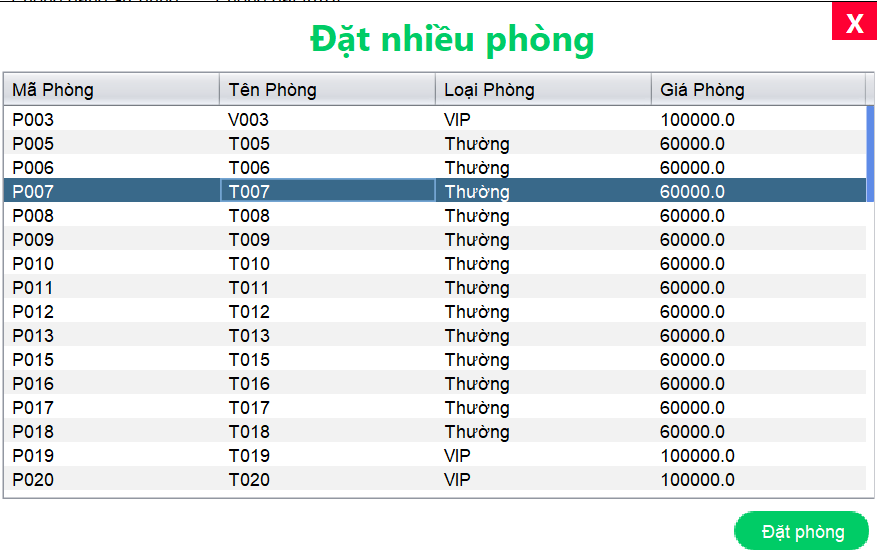 X
Đặt nhiều phòng
Mã Phòng Tên Phòng Loại Phòng Giá Phòng
P003 V003 VIP 100000.0
P005 T005 Thường 60000.0
P006 T006 Thường 60000.0
P007 T007 Thường 60000.0
P008 T008 Thường 60000.0
P009 T009 Thường 60000.0
P010 T010 Thường 60000.0
P011 T011 Thường 60000.0
P012 T012 Thường 60000.0
P013 T013 Thường 60000.0
P015 T015 Thường 60000.0
P016 T016 Thường 60000.0
P017 T017 Thường 60000.0
P018 T018 Thường 60000.0
P019 T019 VIP 100000.0
P020 T020 VIP 100000.0
Đặt phòng